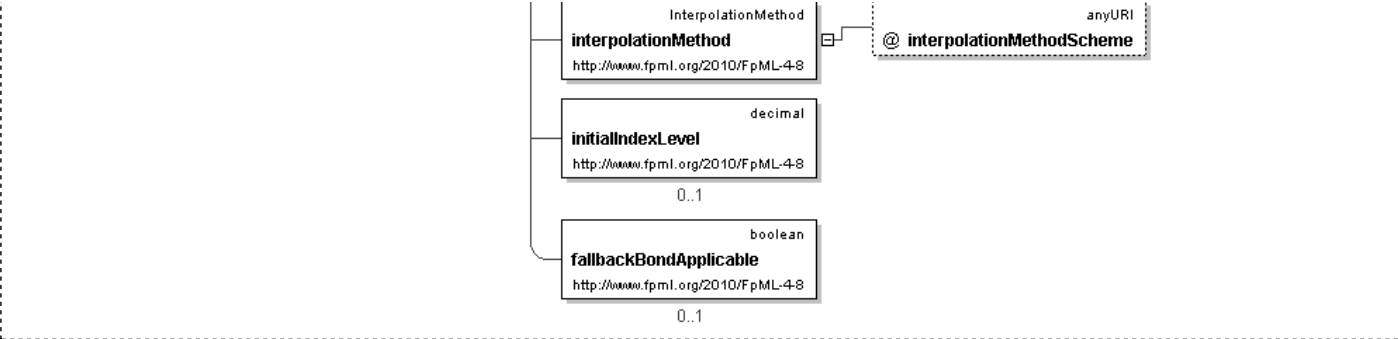 InterpolationMethod
interpolationMethod
http://www.fpml.org/2010/FpML-4-8
anyURI
@ interpolationMethodScheme
decimal
initialIndexLevel
http://www.fpml.org/2010/FpML-4-8
0..1
boolean
fallbackBondApplicable
http://www.fpml.org/2010/FpML-4-8
0..1